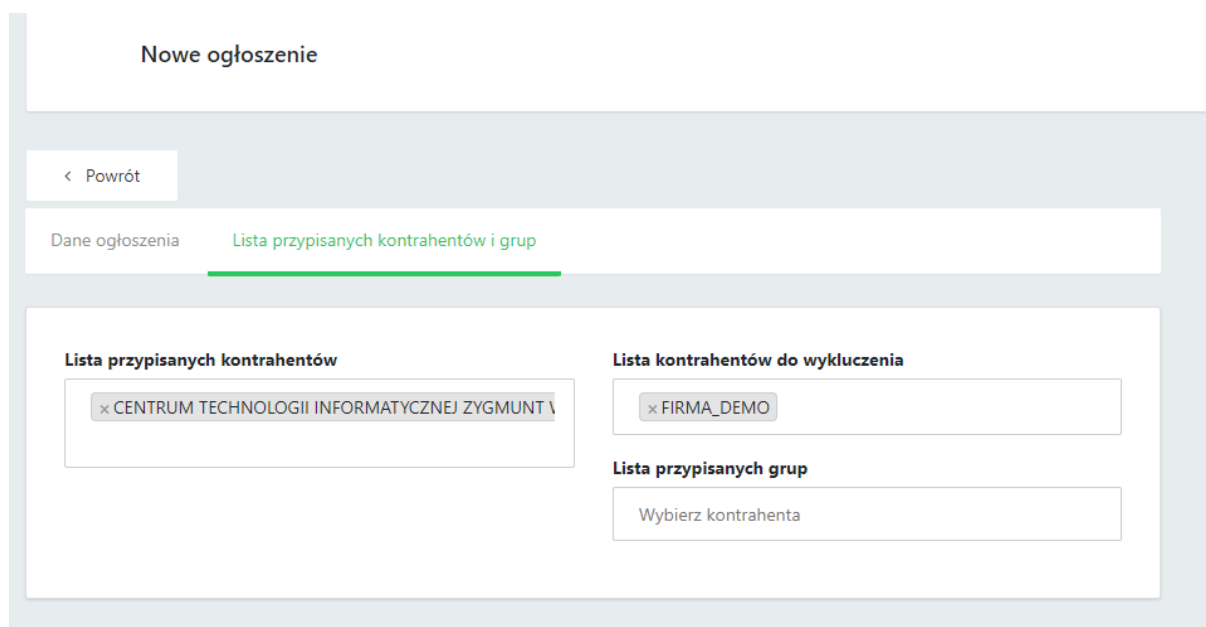 Nowe ogłoszenie
< Powrót
Dane ogłoszenia Lista przypisanych kontrahentów i grup
Lista przypisanych kontrahentów
× CENTRUM TECHNOLOGII INFORMATYCZNEJ ZYGMUNT
Lista kontrahentów do wykluczenia
× FIRMA_DEMO
Lista przypisanych grup
Wybierz kontrahenta